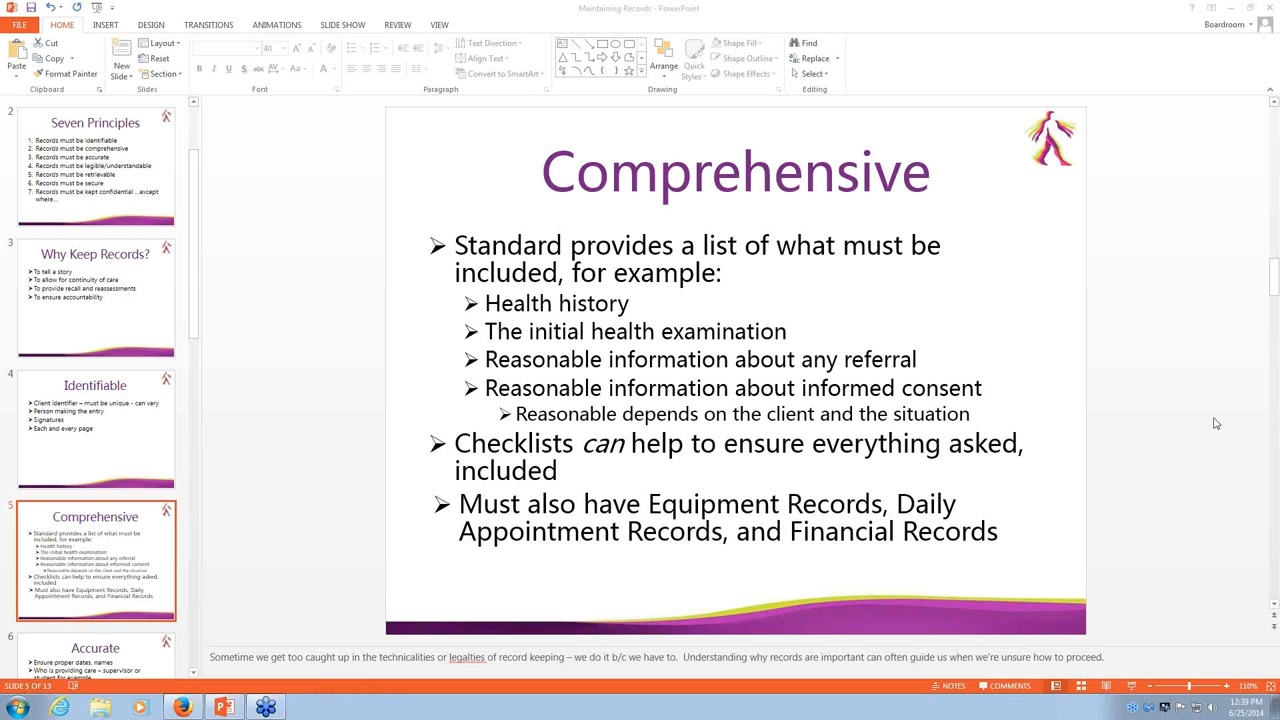 Maintaining Records - PowerPoint
FILE HOME INSERT DESIGN TRANSITIONS ANIMATIONS SLIDE SHOW REVIEW VIEW
Boardroom
Paste
Cut
Copy
Format Painter
Clipboard
New Slide
Layout
Reset
Section
Slides
40
Font
Text Direction
Align Text
Convert to SmartArt
Paragraph
Arrange
Quick Styles
Shape Fill
Shape Outline
Shape Effects
Drawing
Find
Replace
Select
Editing
2
Seven Principles
1. Records must be identifiable
2. Records must be comprehensive
3. Records must be accurate
4. Records must be legible/understandable
5. Records must be retrievable
6. Records must be secure
7. Records must be kept confidential ...except
where...
3
Why Keep Records?
To tell a story
To allow for continuity of care
To provide recall and reassessments
To ensure accountability
4
Identifiable
Client identifier – must be unique - can vary
Person making the entry
Signatures
Each and every page
5
Comprehensive
Standard provides a list of what must be
included, for example:
Health history
The initial health examination
Reasonable information about any referral
Reasonable information about informed consent
Reasonable depends on the client and the situation
Checklists can help to ensure everything asked,
included
Must also have Equipment Records, Daily
Appointment Records, and Financial Records
6
Accurate
Ensure proper dates, names
Who is providing care – supervisor or
student for example
Comprehensive
Standard provides a list of what must be
included, for example:
Health history
The initial health examination
Reasonable information about any referral
Reasonable information about informed consent
Reasonable depends on the client and the situation
Checklists can help to ensure everything asked,
included
Must also have Equipment Records, Daily
Appointment Records, and Financial Records
Sometime we get too caught up in the technicalities or legalties of record keeping – we do it b/c we have to. Understanding why records are important can often guide us when we're unsure how to proceed.
SLIDE 5 OF 13
NOTES COMMENTS 110%
12:39 PM
6/25/2014